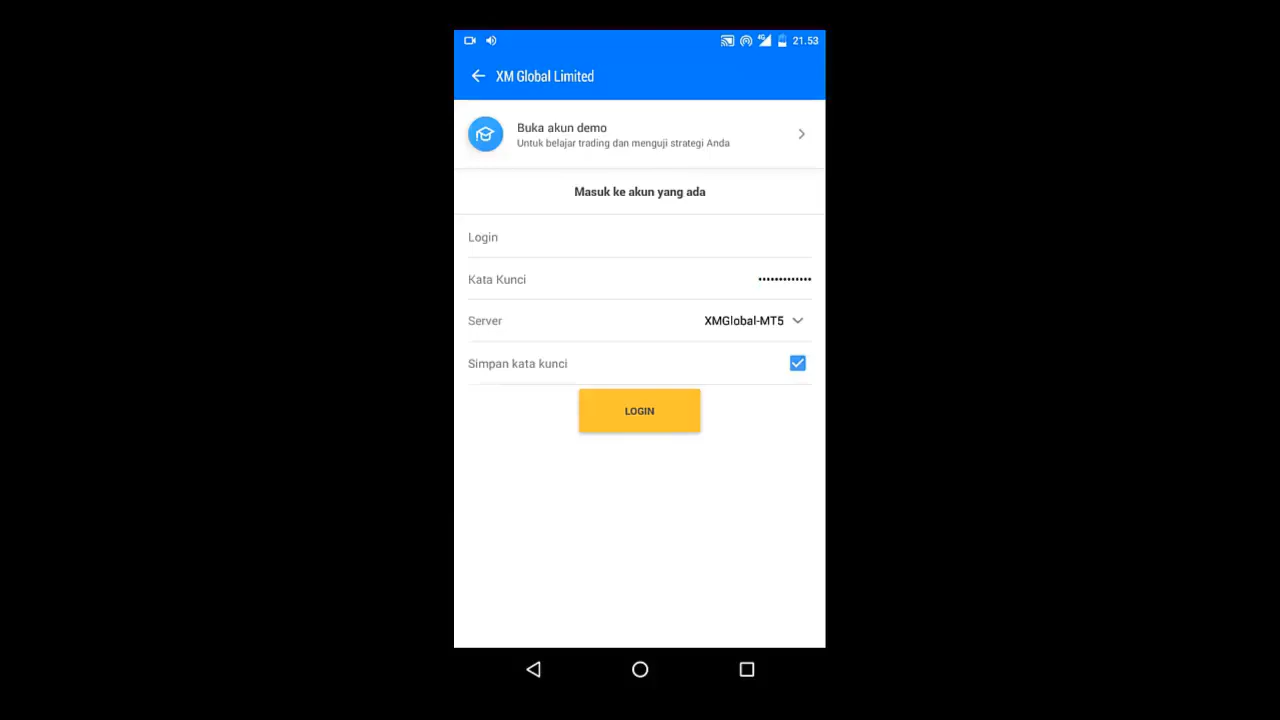 4G 21.53
XM Global Limited
Buka akun demo
Untuk belajar trading dan menguji strategi Anda
Masuk ke akun yang ada
Login
Kata Kunci •••••••••••••
Server XMGlobal-MT5
Simpan kata kunci
LOGIN